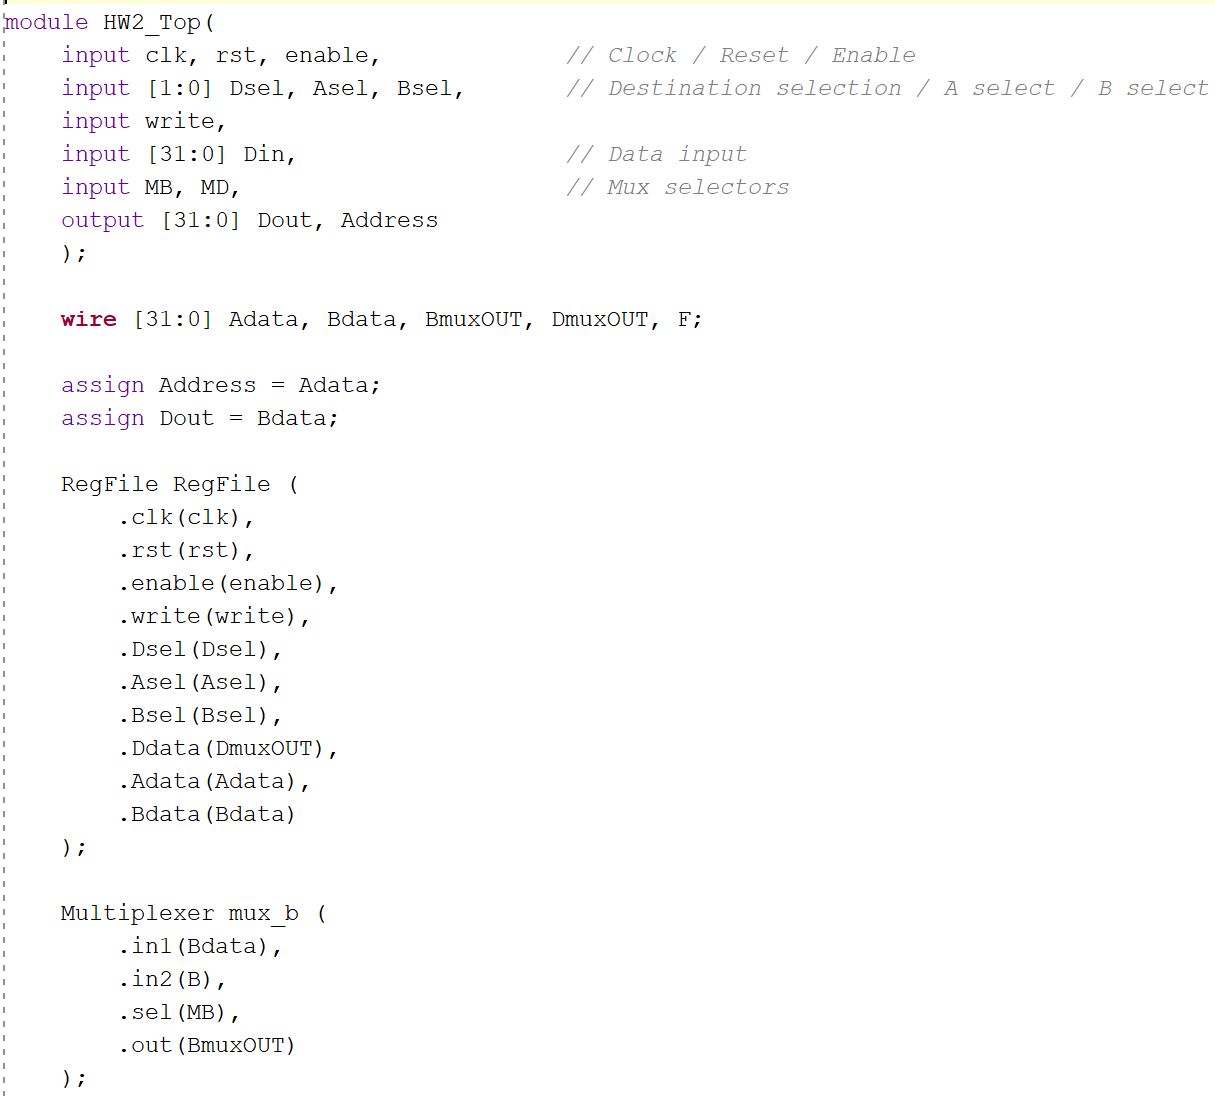 module HW2_Top(
    input clk, rst, enable,             // Clock / Reset / Enable
    input [1:0] Dsel, Asel, Bsel,       // Destination selection / A select / B select
    input write,
    input [31:0] Din,                   // Data input
    input MB, MD,                       // Mux selectors
    output [31:0] Dout, Address
    );

    wire [31:0] Adata, Bdata, BmuxOUT, DmuxOUT, F;

    assign Address = Adata;
    assign Dout = Bdata;

    RegFile RegFile (
        .clk(clk),
        .rst(rst),
        .enable(enable),
        .write(write),
        .Dsel(Dsel),
        .Asel(Asel),
        .Bsel(Bsel),
        .Ddata(DmuxOUT),
        .Adata(Adata),
        .Bdata(Bdata)
    );

    Multiplexer mux_b (
        .in1(Bdata),
        .in2(B),
        .sel(MB),
        .out(BmuxOUT)
    );